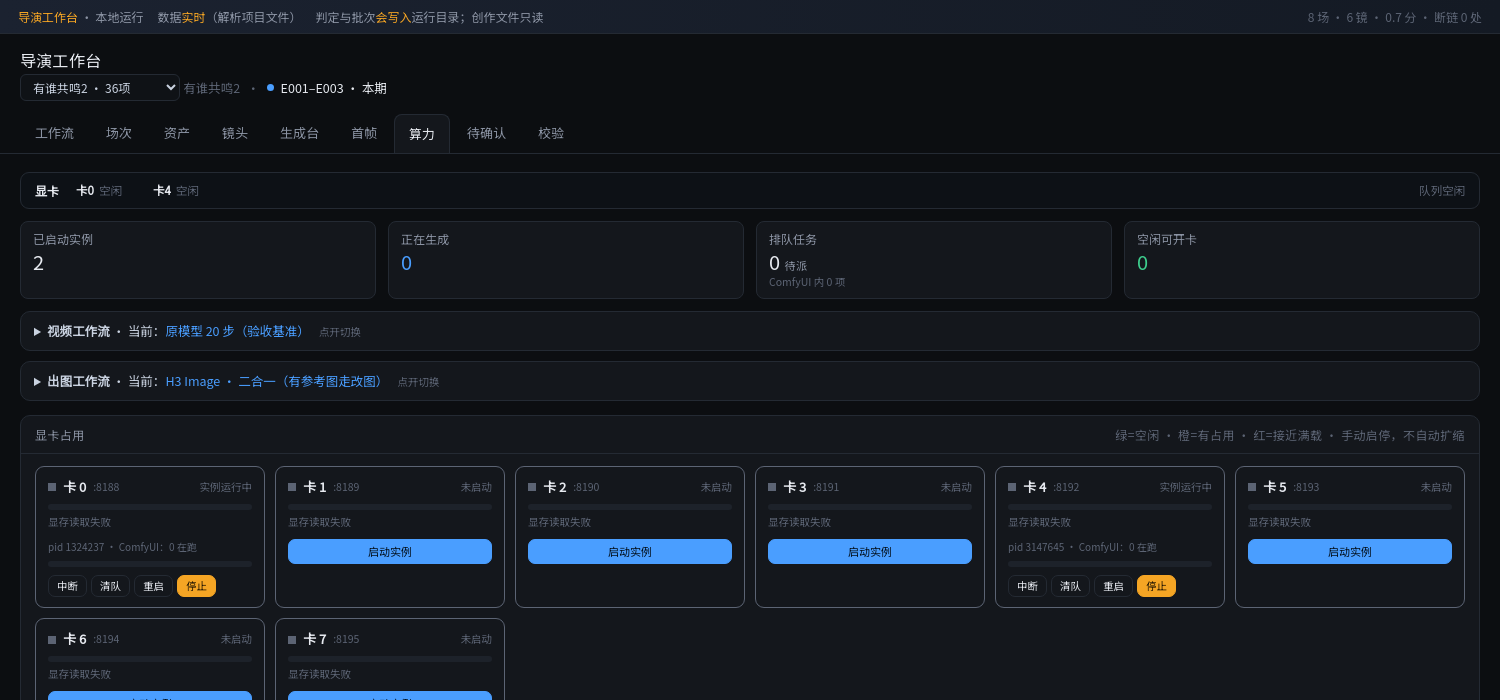 导演工作台 · 本地运行 数据实时（解析项目文件） 判定与批次会写入运行目录；创作文件只读 8 场 · 6 镜 · 0.7 分 · 断链 0 处
导演工作台
有谁共鸣2 · 36项 有谁共鸣2 · E001–E003 · 本期
工作流 场次 资产 镜头 生成台 首帧 算力 待确认 校验
显卡 卡0 空闲 卡4 空闲 队列空闲
已启动实例 正在生成 排队任务 空闲可开卡
2 0 0 待派 0
ComfyUI 内 0 项
▶ 视频工作流 · 当前：原模型 20 步（验收基准） 点开切换
▶ 出图工作流 · 当前：H3 Image · 二合一（有参考图走改图） 点开切换
显卡占用 绿=空闲 · 橙=有占用 · 红=接近满载 · 手动启停，不自动扩缩
卡 0 :8188 实例运行中 卡 1 :8189 未启动 卡 2 :8190 未启动 卡 3 :8191 未启动 卡 4 :8192 实例运行中 卡 5 :8193 未启动
显存读取失败 显存读取失败 显存读取失败 显存读取失败 显存读取失败 显存读取失败
pid 1324237 · ComfyUI：0 在跑 启动实例 启动实例 启动实例 pid 3147645 · ComfyUI：0 在跑 启动实例
中断 清队 重启 停止 中断 清队 重启 停止
卡 6 :8194 未启动 卡 7 :8195 未启动
显存读取失败 显存读取失败